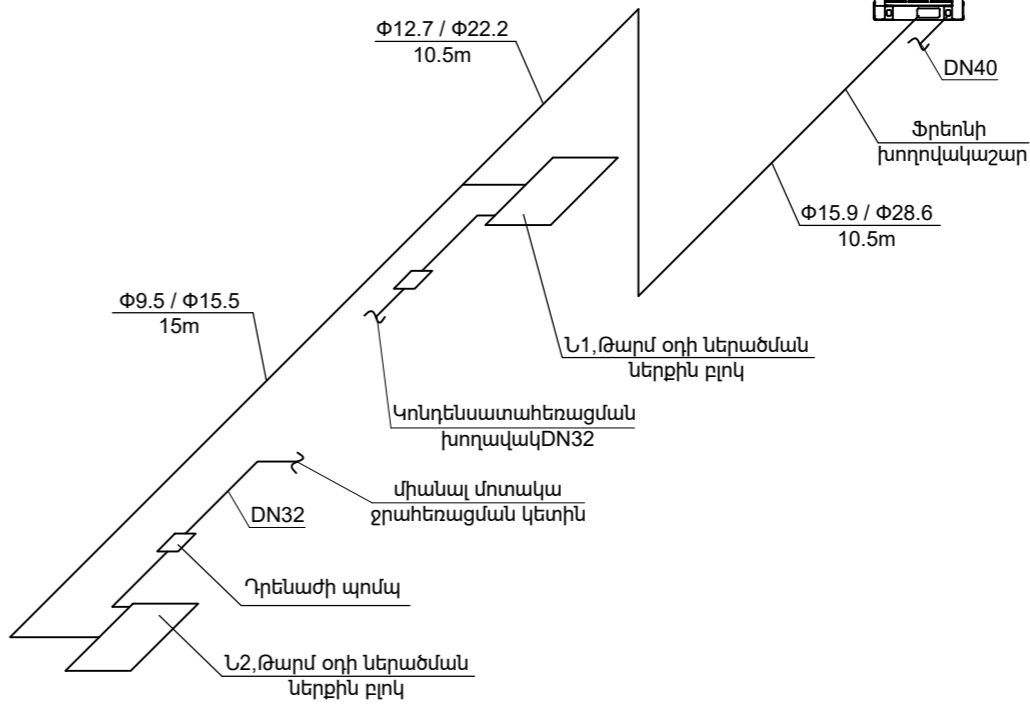 Φ12.7 / Φ22.2
10.5m
DN40
Ֆրեոնի
խողովակաշար
Φ15.9 / Φ28.6
10.5m
Φ9.5 / Φ15.5
15m
Ն1,Թարմ օդի ներածման
ներքին բլոկ
Կոնդենսատահեռացման
խողավակDN32
միանալ մոտակա
ջրահեռացման կետին
DN32
Դրենաժի պոմպ
Ն2,Թարմ օդի ներածման
ներքին բլոկ